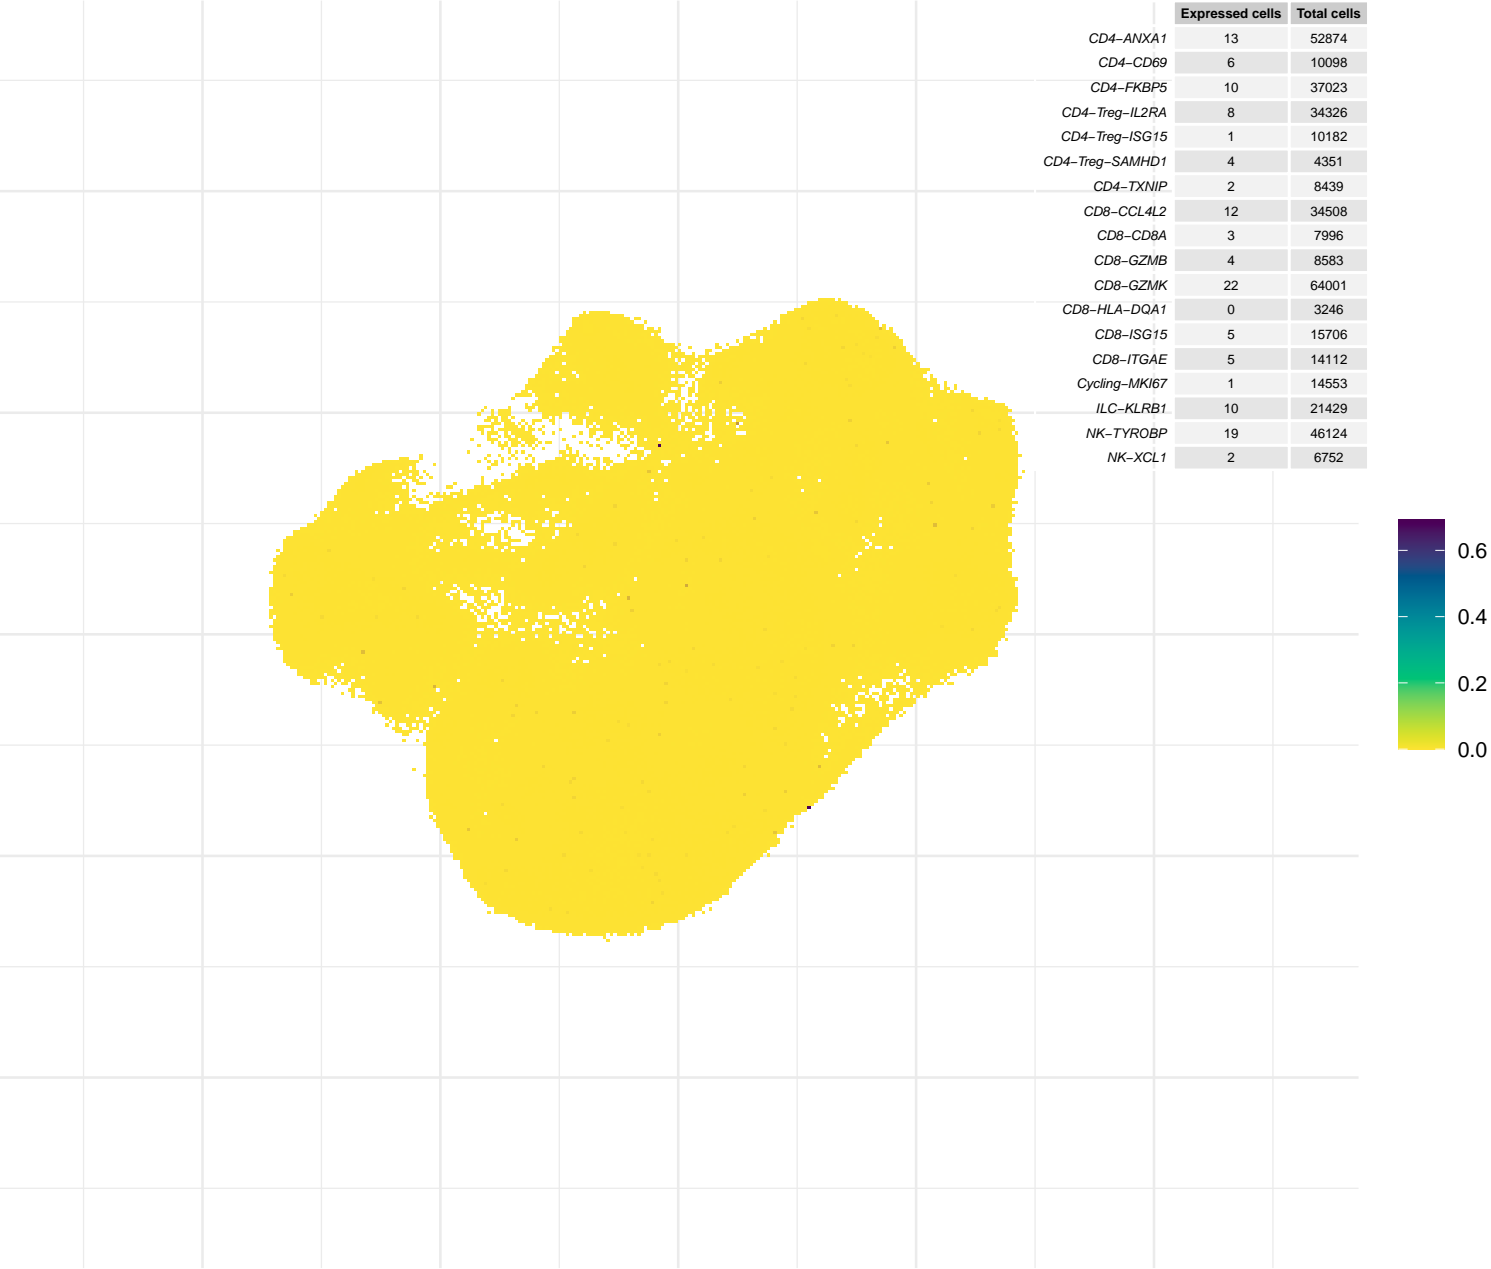 Expressed cells Total cells
CD4−ANXA1 13 52874
CD4−CD69 6 10098
CD4−FKBP5 10 37023
CD4−Treg−IL2RA 8 34326
CD4−Treg−ISG15 1 10182
CD4−Treg−SAMHD1 4 4351
CD4−TXNIP 2 8439
CD8−CCL4L2 12 34508
CD8−CD8A 3 7996
CD8−GZMB 4 8583
CD8−GZMK 22 64001
CD8−HLA−DQA1 0 3246
CD8−ISG15 5 15706
CD8−ITGAE 5 14112
Cycling−MKI67 1 14553
ILC−KLRB1 10 21429
NK−TYROBP 19 46124
NK−XCL1 2 6752
0.6
0.4
0.2
0.0